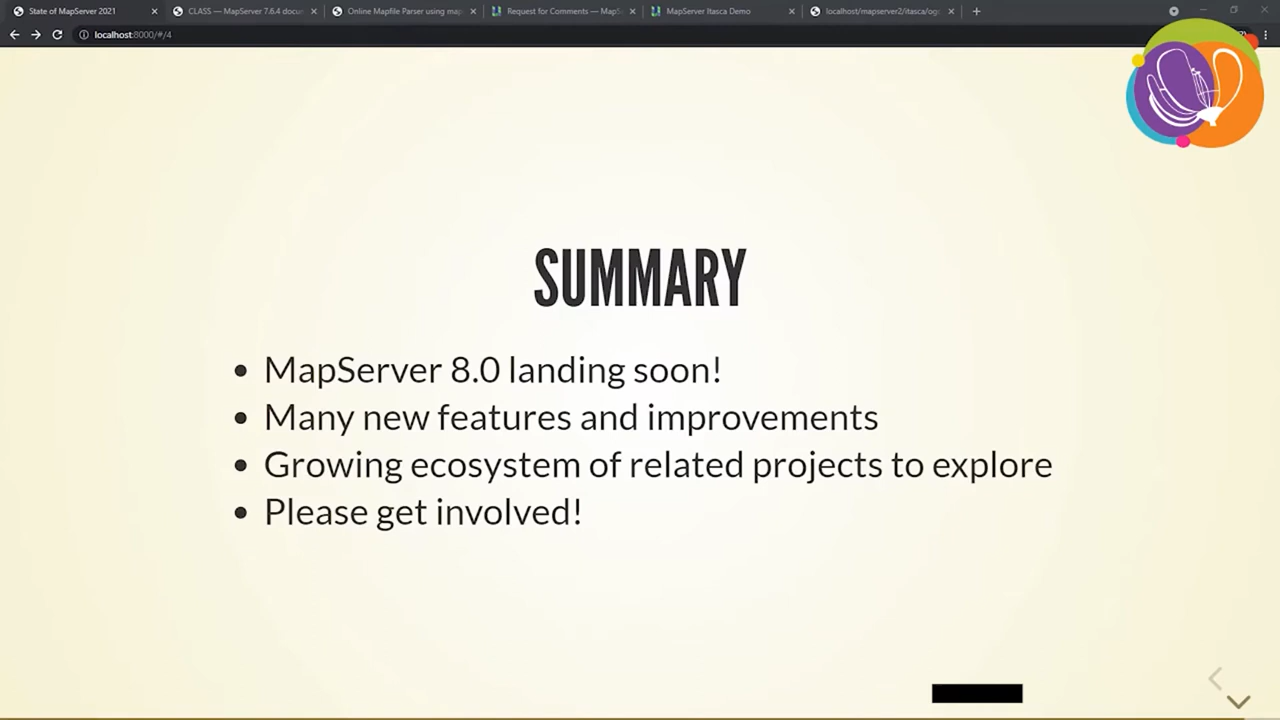 State of MapServer 2021
CLASS — MapServer 7.6.4 docu
Online Mapfile Parser using map
Request for Comments — MapS
MapServer Itasca Demo
localhost/mapserver2/itasca/og
localhost:8000/#/4
SUMMARY
MapServer 8.0 landing soon!
Many new features and improvements
Growing ecosystem of related projects to explore
Please get involved!